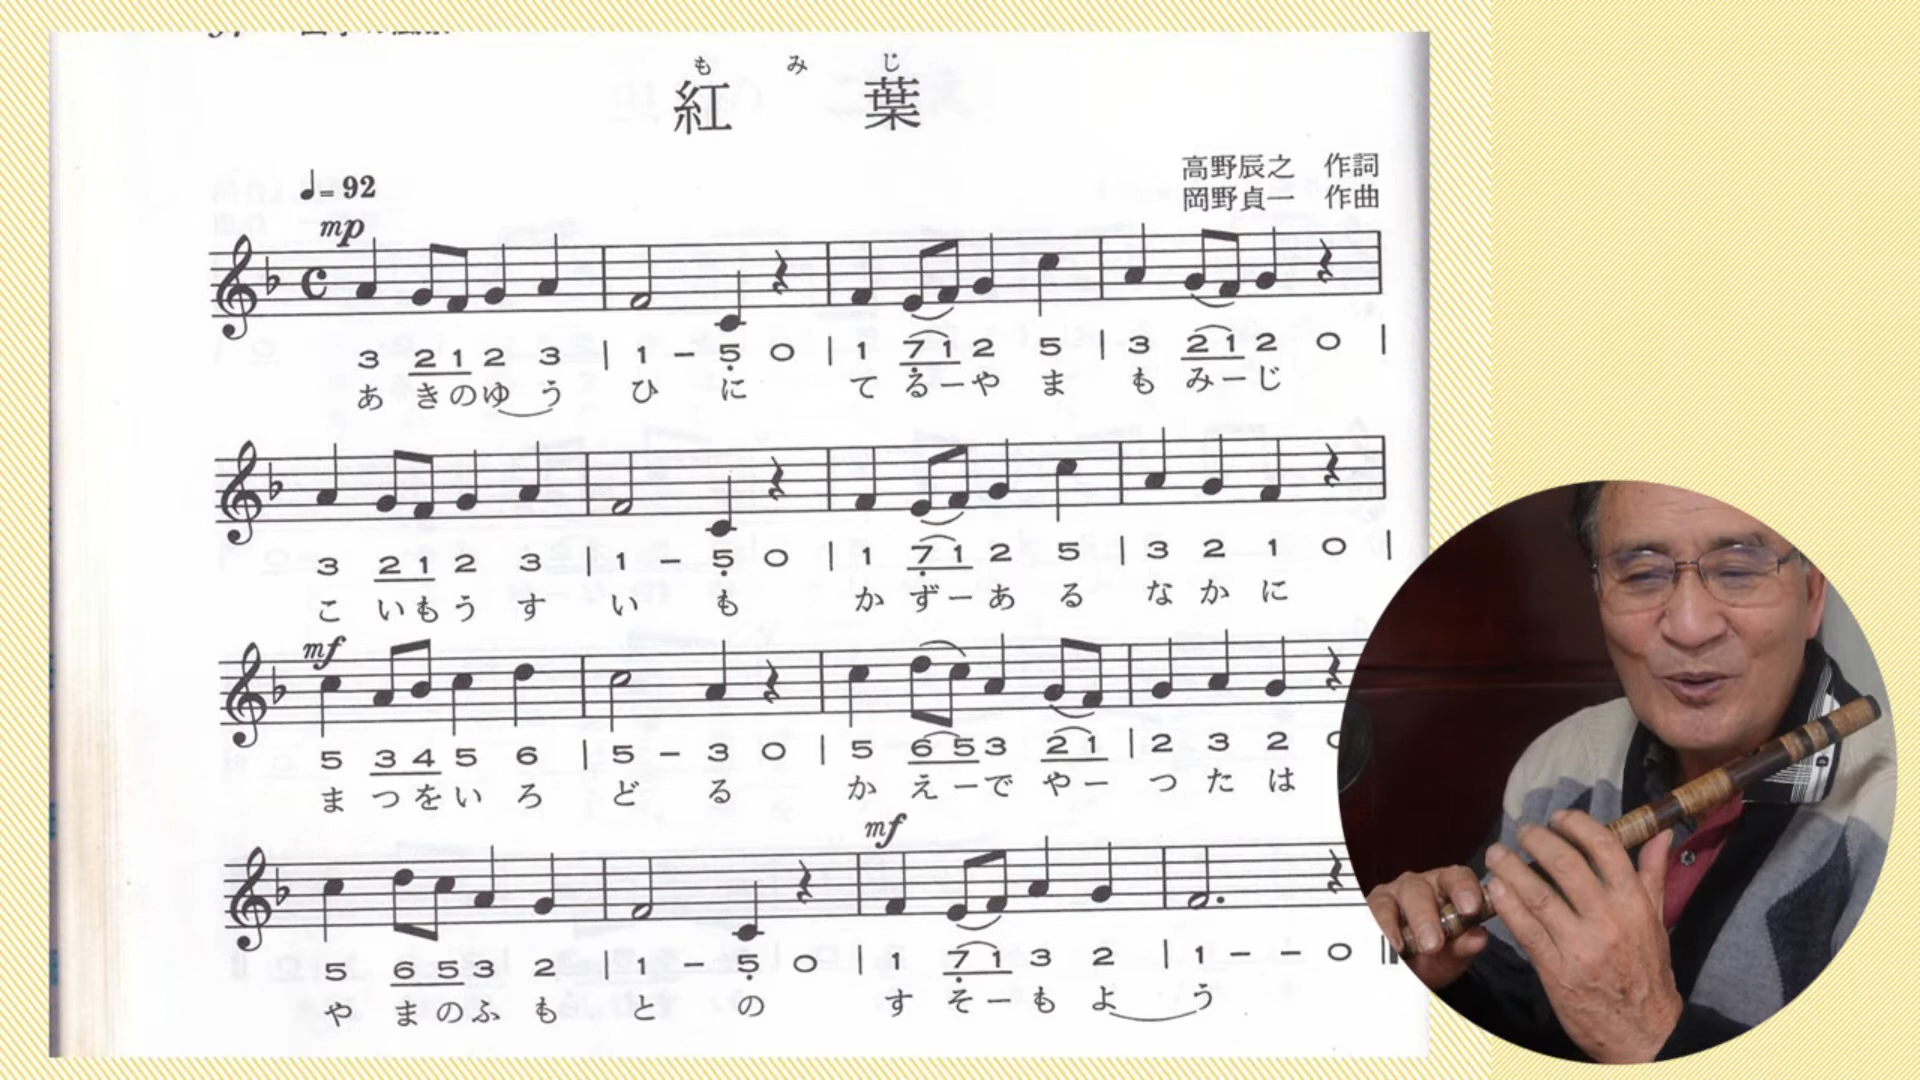 もみじ
紅葉
高野辰之 作詞
岡野貞一 作曲
♩=92
mp
3 2 1 2 3 | 1 - 5 0 | 1 7 1 2 5 | 3 2 1 2 0 |
あ きのゆ う ひ に て るーや ま も みーじ
3 2 1 2 3 | 1 - 5 0 | 1 7 1 2 5 | 3 2 1 0 |
こ いもう す い も か ずーあ る な か に
mf
5 3 4 5 6 | 5 - 3 0 | 5 6 5 3 2 1 | 2 3 2
ま つをい ろ ど る か えーで やー つ た は
mf
5 6 5 3 2 | 1 - 5 0 | 1 7 1 3 2 | 1 - - 0
や まのふ も と の す そーも よ う